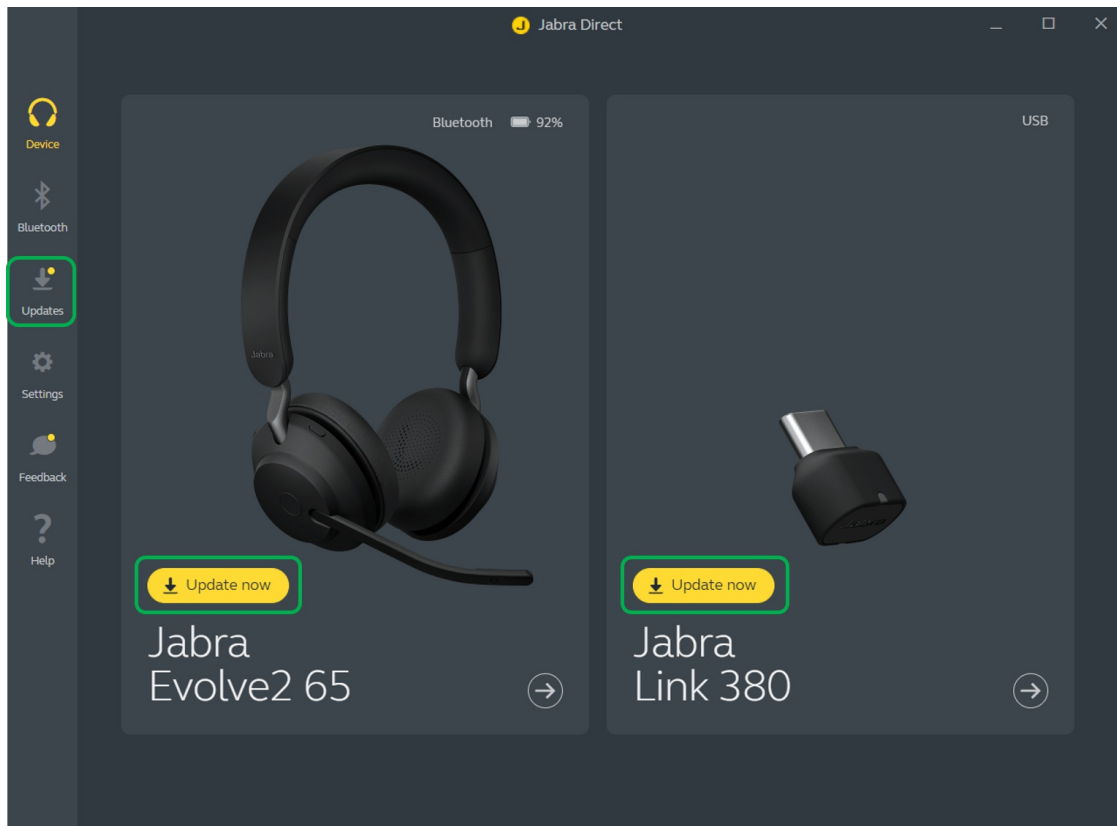 Jabra Direct
Device
Bluetooth
Updates
Settings
Feedback
Help
Bluetooth 92%
Jabra
Update now
Jabra
Evolve2 65
USB
Update now
Jabra
Link 380